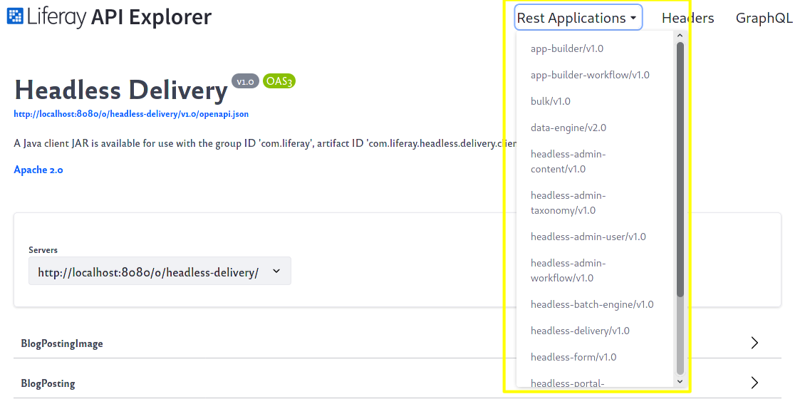 Liferay API Explorer
Rest Applications
Headers
GraphQL
Headless Delivery v1.0 OAS3
http://localhost:8080/o/headless-delivery/v1.0/openapi.json
A Java client JAR is available for use with the group ID 'com.liferay', artifact ID 'com.liferay.headless.delivery.clien
Apache 2.0
app-builder/v1.0
app-builder-workflow/v1.0
bulk/v1.0
data-engine/v2.0
headless-admin-
content/v1.0
headless-admin-
taxonomy/v1.0
headless-admin-user/v1.0
headless-admin-
workflow/v1.0
headless-batch-engine/v1.0
headless-delivery/v1.0
headless-form/v1.0
headless-portal-
Servers
http://localhost:8080/o/headless-delivery/
BlogPostingImage
BlogPosting